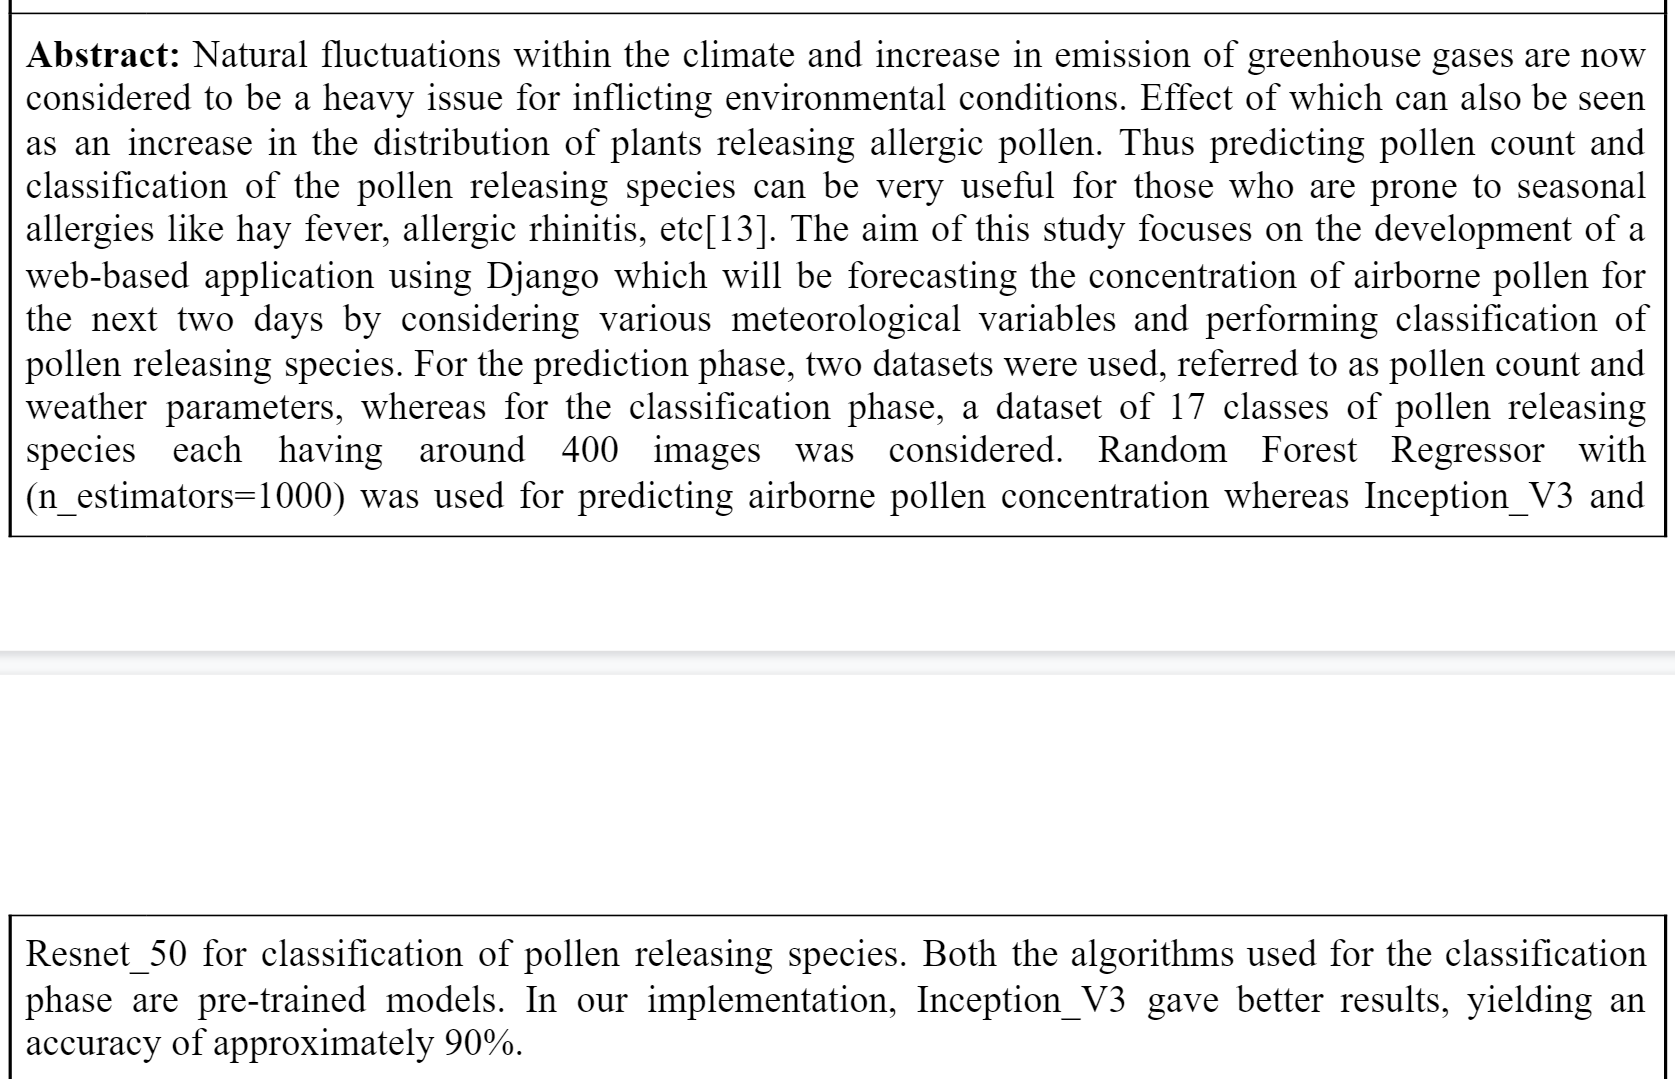 Abstract: Natural fluctuations within the climate and increase in emission of greenhouse gases are now
considered to be a heavy issue for inflicting environmental conditions. Effect of which can also be seen
as an increase in the distribution of plants releasing allergic pollen. Thus predicting pollen count and
classification of the pollen releasing species can be very useful for those who are prone to seasonal
allergies like hay fever, allergic rhinitis, etc[13]. The aim of this study focuses on the development of a
web-based application using Django which will be forecasting the concentration of airborne pollen for
the next two days by considering various meteorological variables and performing classification of
pollen releasing species. For the prediction phase, two datasets were used, referred to as pollen count and
weather parameters, whereas for the classification phase, a dataset of 17 classes of pollen releasing
species each having around 400 images was considered. Random Forest Regressor with
(n_estimators=1000) was used for predicting airborne pollen concentration whereas Inception_V3 and
Resnet_50 for classification of pollen releasing species. Both the algorithms used for the classification
phase are pre-trained models. In our implementation, Inception_V3 gave better results, yielding an
accuracy of approximately 90%.